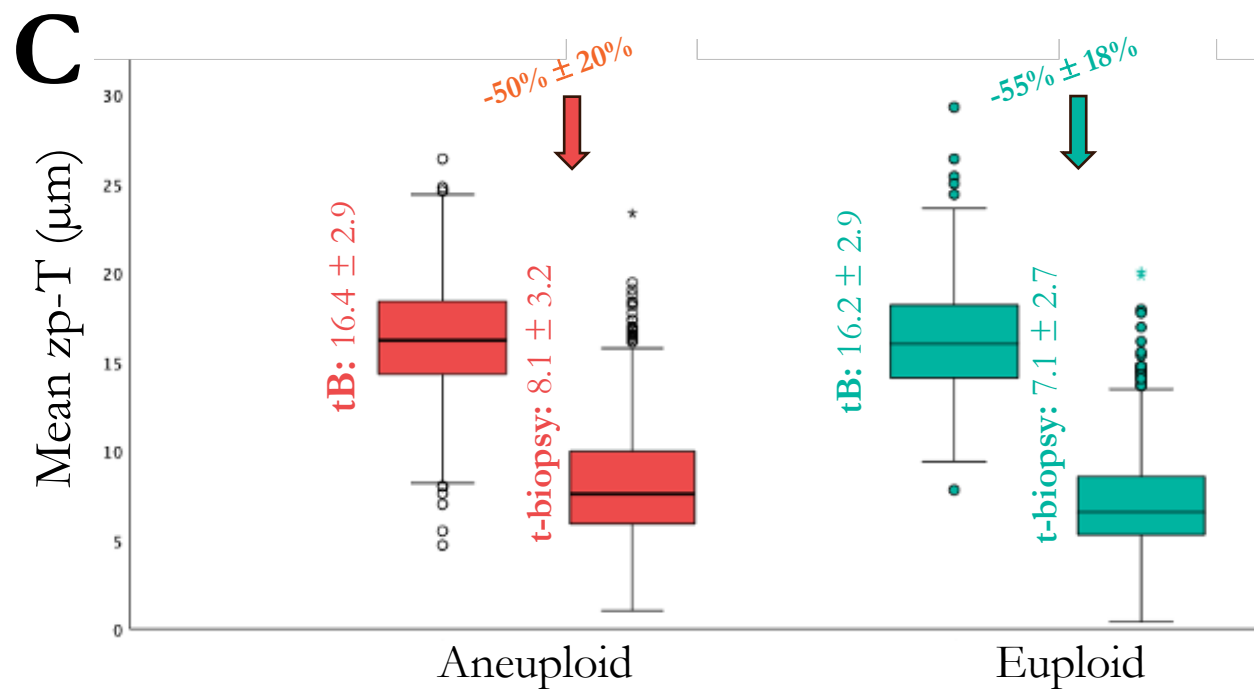 C
-50% ± 20%
-55% ± 18%
Mean zp-T (µm)
30
25
20
15
10
5
0
tB: 16.4 ± 2.9
t-biopsy: 8.1 ± 3.2
tB: 16.2 ± 2.9
t-biopsy: 7.1 ± 2.7
Aneuploid
Euploid